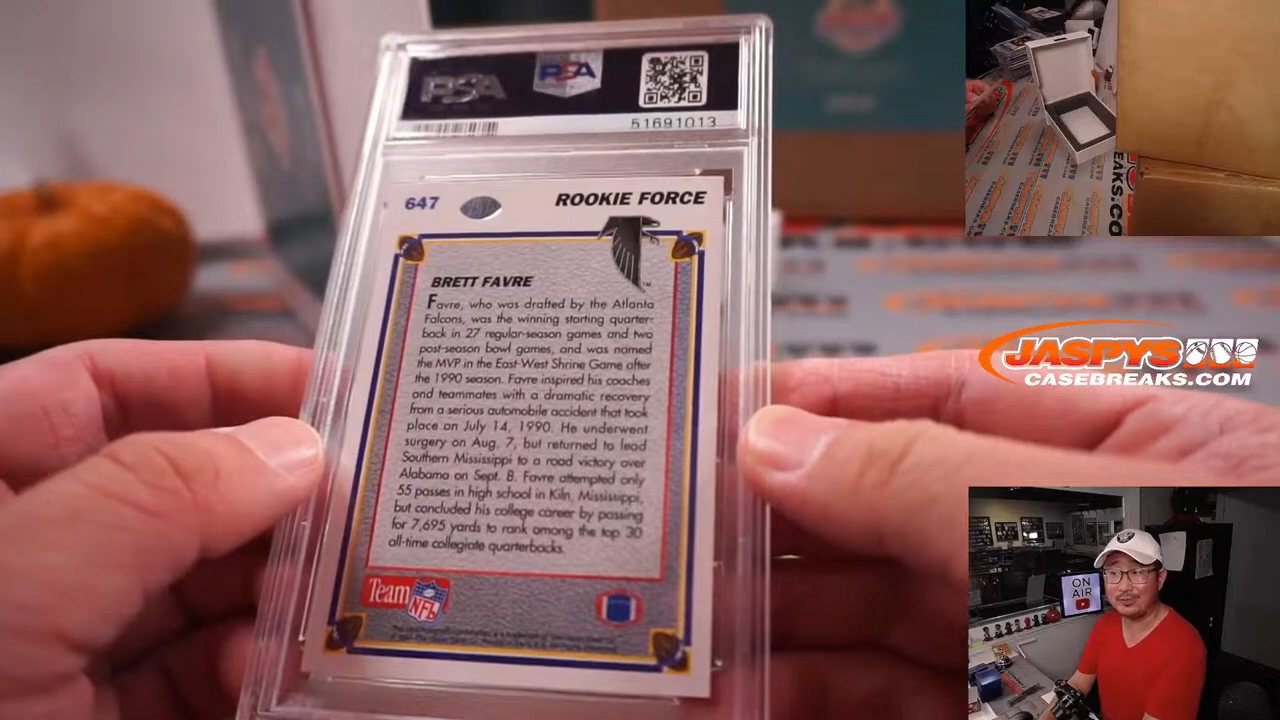 PSA
PSA
51691013
647
ROOKIE FORCE
BRETT FAVRE
Favre, who was drafted by the Atlanta
Falcons, was the winning starting quarter-
back in 27 regular-season games and two
post-season bowl games, and was named
the MVP in the East-West Shrine Game after
the 1990 season. Favre inspired his coaches
and teammates with a dramatic recovery
from a serious automobile accident that took
place on July 14, 1990. He underwent
surgery on Aug. 7, but returned to lead
Southern Mississippi to a road victory over
Alabama on Sept. 8. Favre attempted only
55 passes in high school in Kiln, Mississippi,
but concluded his college career by passing
for 7,695 yards to rank among the top 30
all-time collegiate quarterbacks.
Team NFL
EAKS.CO
JASPYS
CASEBREAKS.COM
ON
AIR